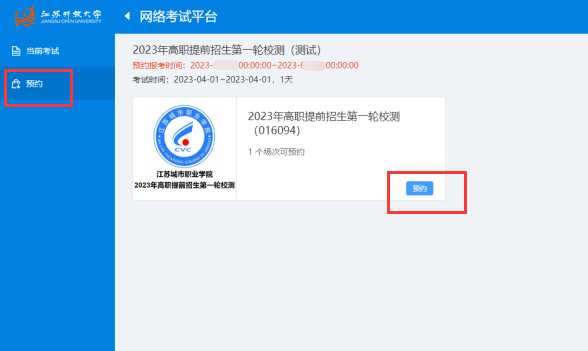 江苏开放大学
JIANGSU OPEN UNIVERSITY
网络考试平台
当前考试
预约
2023年高职提前招生第一轮校测（测试）
预约报考时间：2023- 00:00:00~2023-0 00:00:00
考试时间：2023-04-01~2023-04-01，1天
江苏城市职业学院
CVC
江苏城市职业学院
2023年高职提前招生第一轮校测
2023年高职提前招生第一轮校测
（016094）
1 个场次可预约
预约